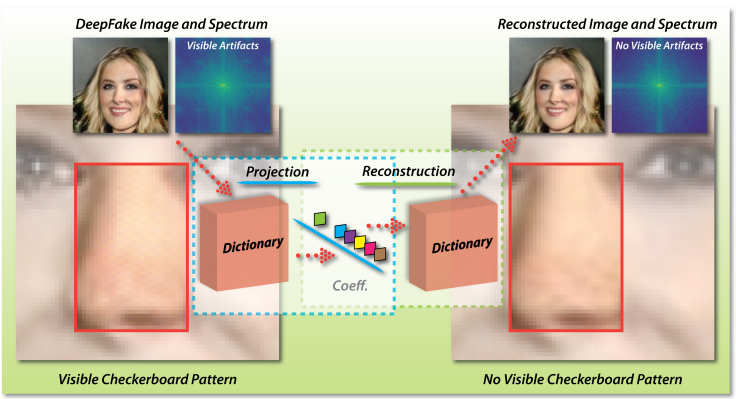 DeepFake Image and Spectrum
Reconstructed Image and Spectrum
Visible Artifacts
No Visible Artifacts
Projection
Reconstruction
Dictionary
Dictionary
Coeff.
Visible Checkerboard Pattern
No Visible Checkerboard Pattern